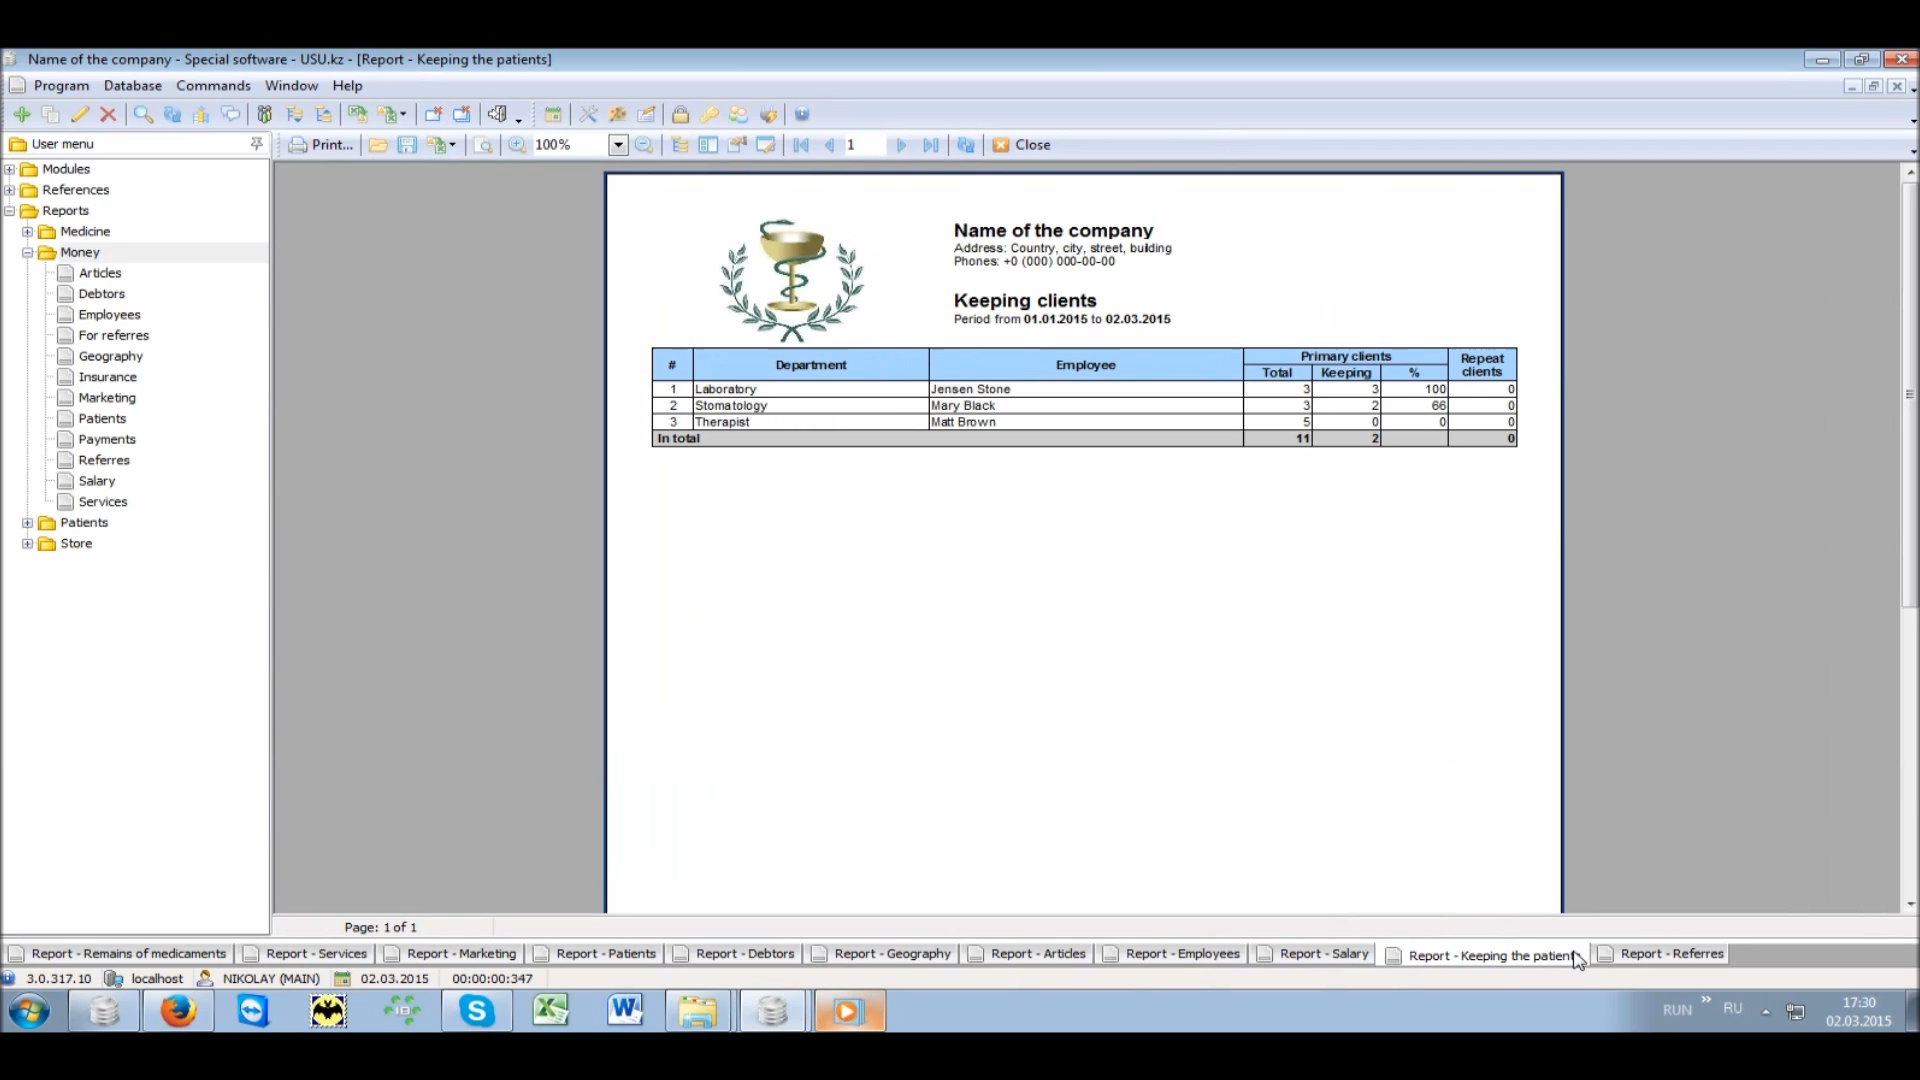 Name of the company - Special software - USU.kz - [Report - Keeping the patients]
Program Database Commands Window Help
User menu
Print... 100% 1 Close
Modules
References
Reports
Medicine
Money
Articles
Debtors
Employees
For referres
Geography
Insurance
Marketing
Patients
Payments
Referres
Salary
Services
Patients
Store
Name of the company
Address: Country, city, street, building
Phones: +0 (000) 000-00-00
Keeping clients
Period from 01.01.2015 to 02.03.2015
# Department Employee Primary clients Repeat clients
Total Keeping %
1 Laboratory Jensen Stone 3 3 100 0
2 Stomatology Mary Black 3 2 66 0
3 Therapist Matt Brown 5 0 0 0
In total 11 2 0
Page: 1 of 1
Report - Remains of medicaments Report - Services Report - Marketing Report - Patients Report - Debtors Report - Geography Report - Articles Report - Employees Report - Salary Report - Keeping the patient Report - Referres
3.0.317.10 localhost NIKOLAY (MAIN) 02.03.2015 00:00:00:347
RUN RU 17:30
02.03.2015